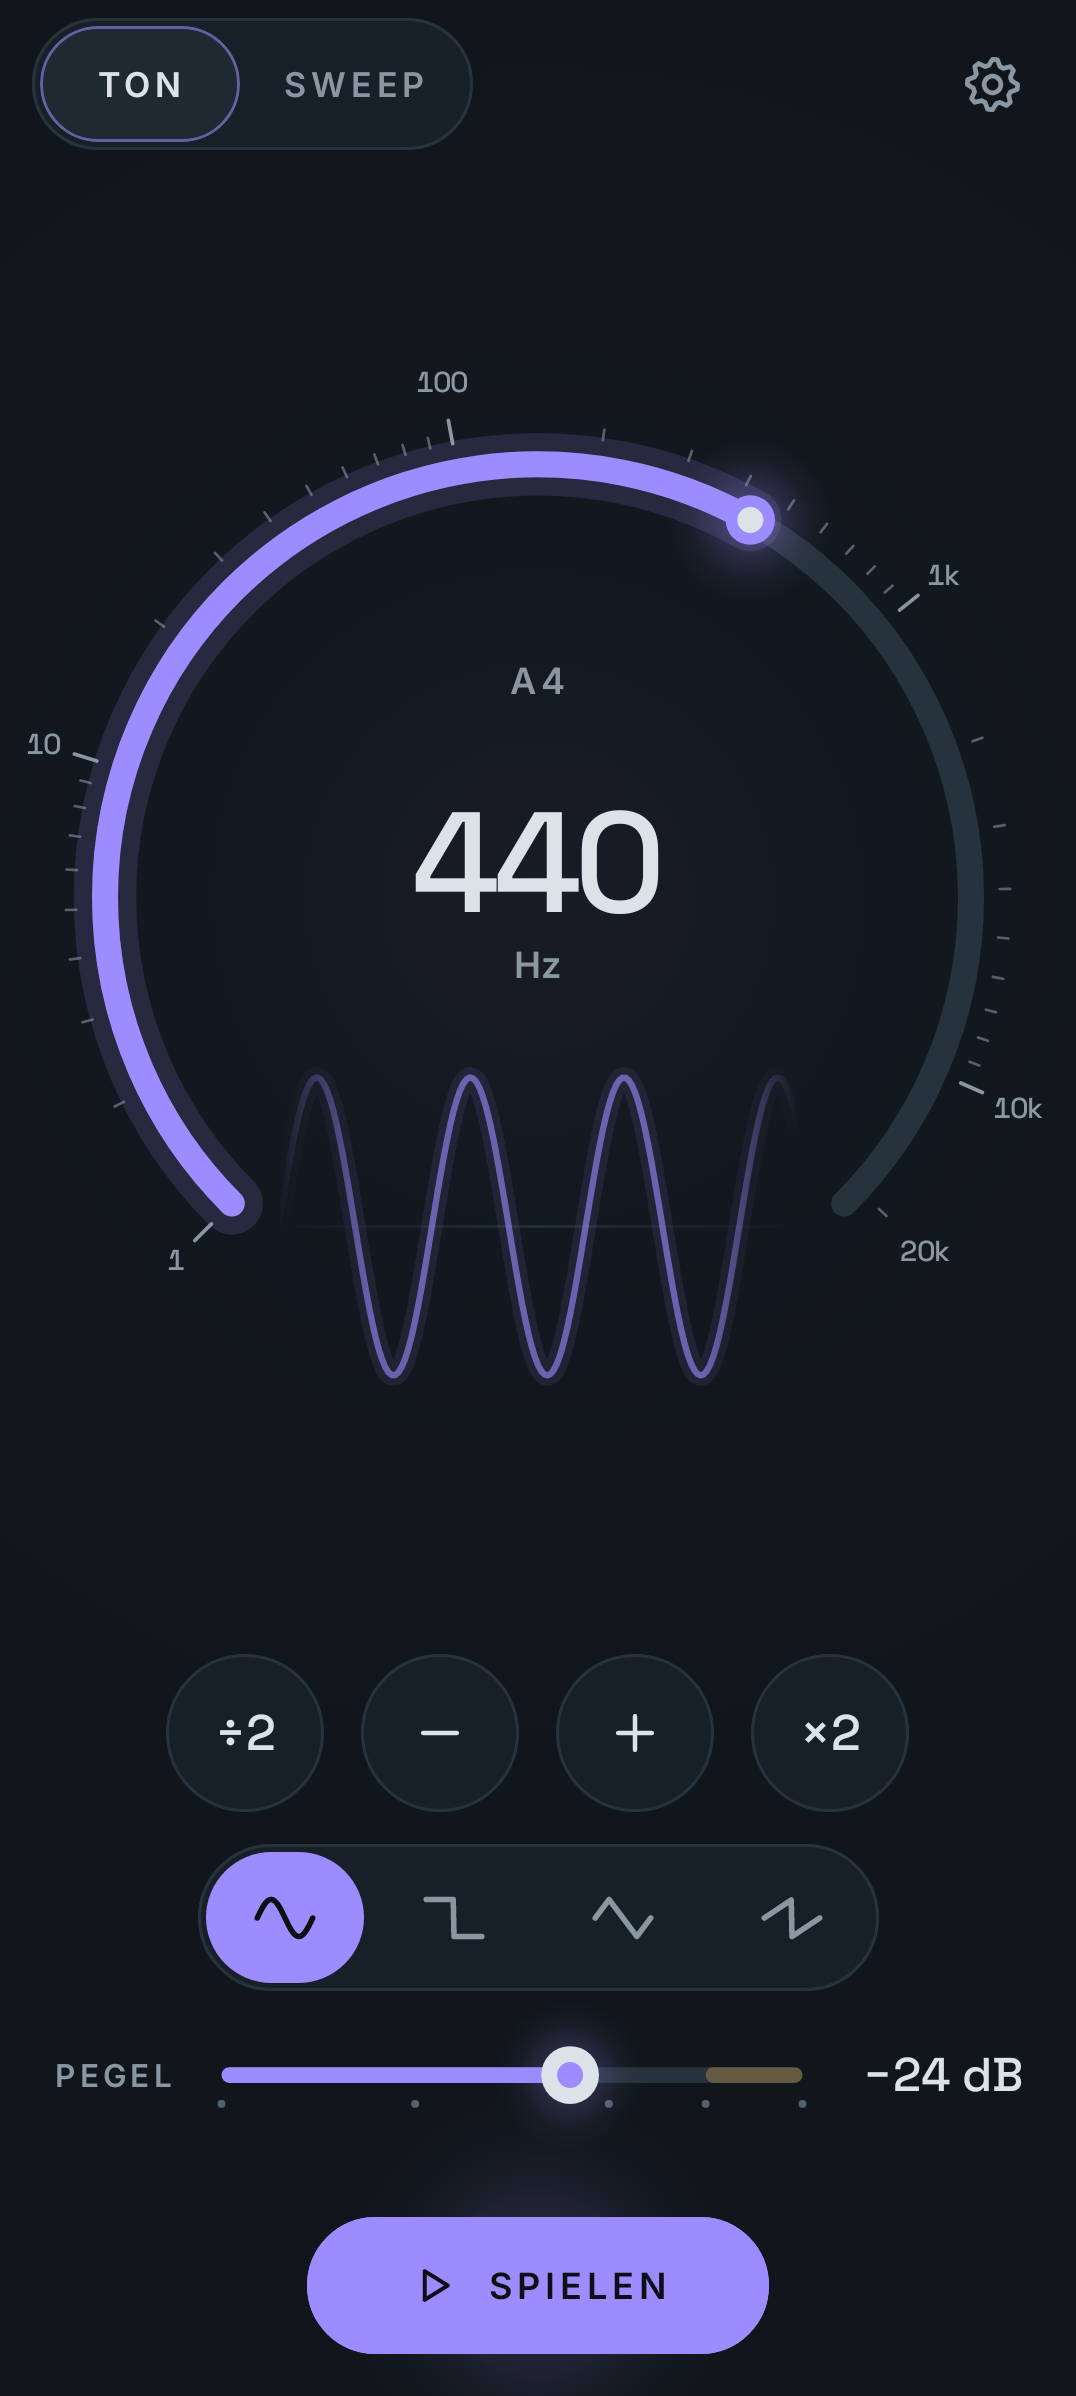 TON SWEEP
100
1k
A4
10
440
Hz
10k
1
20k
÷2 − + ×2
PEGEL −24 dB
SPIELEN